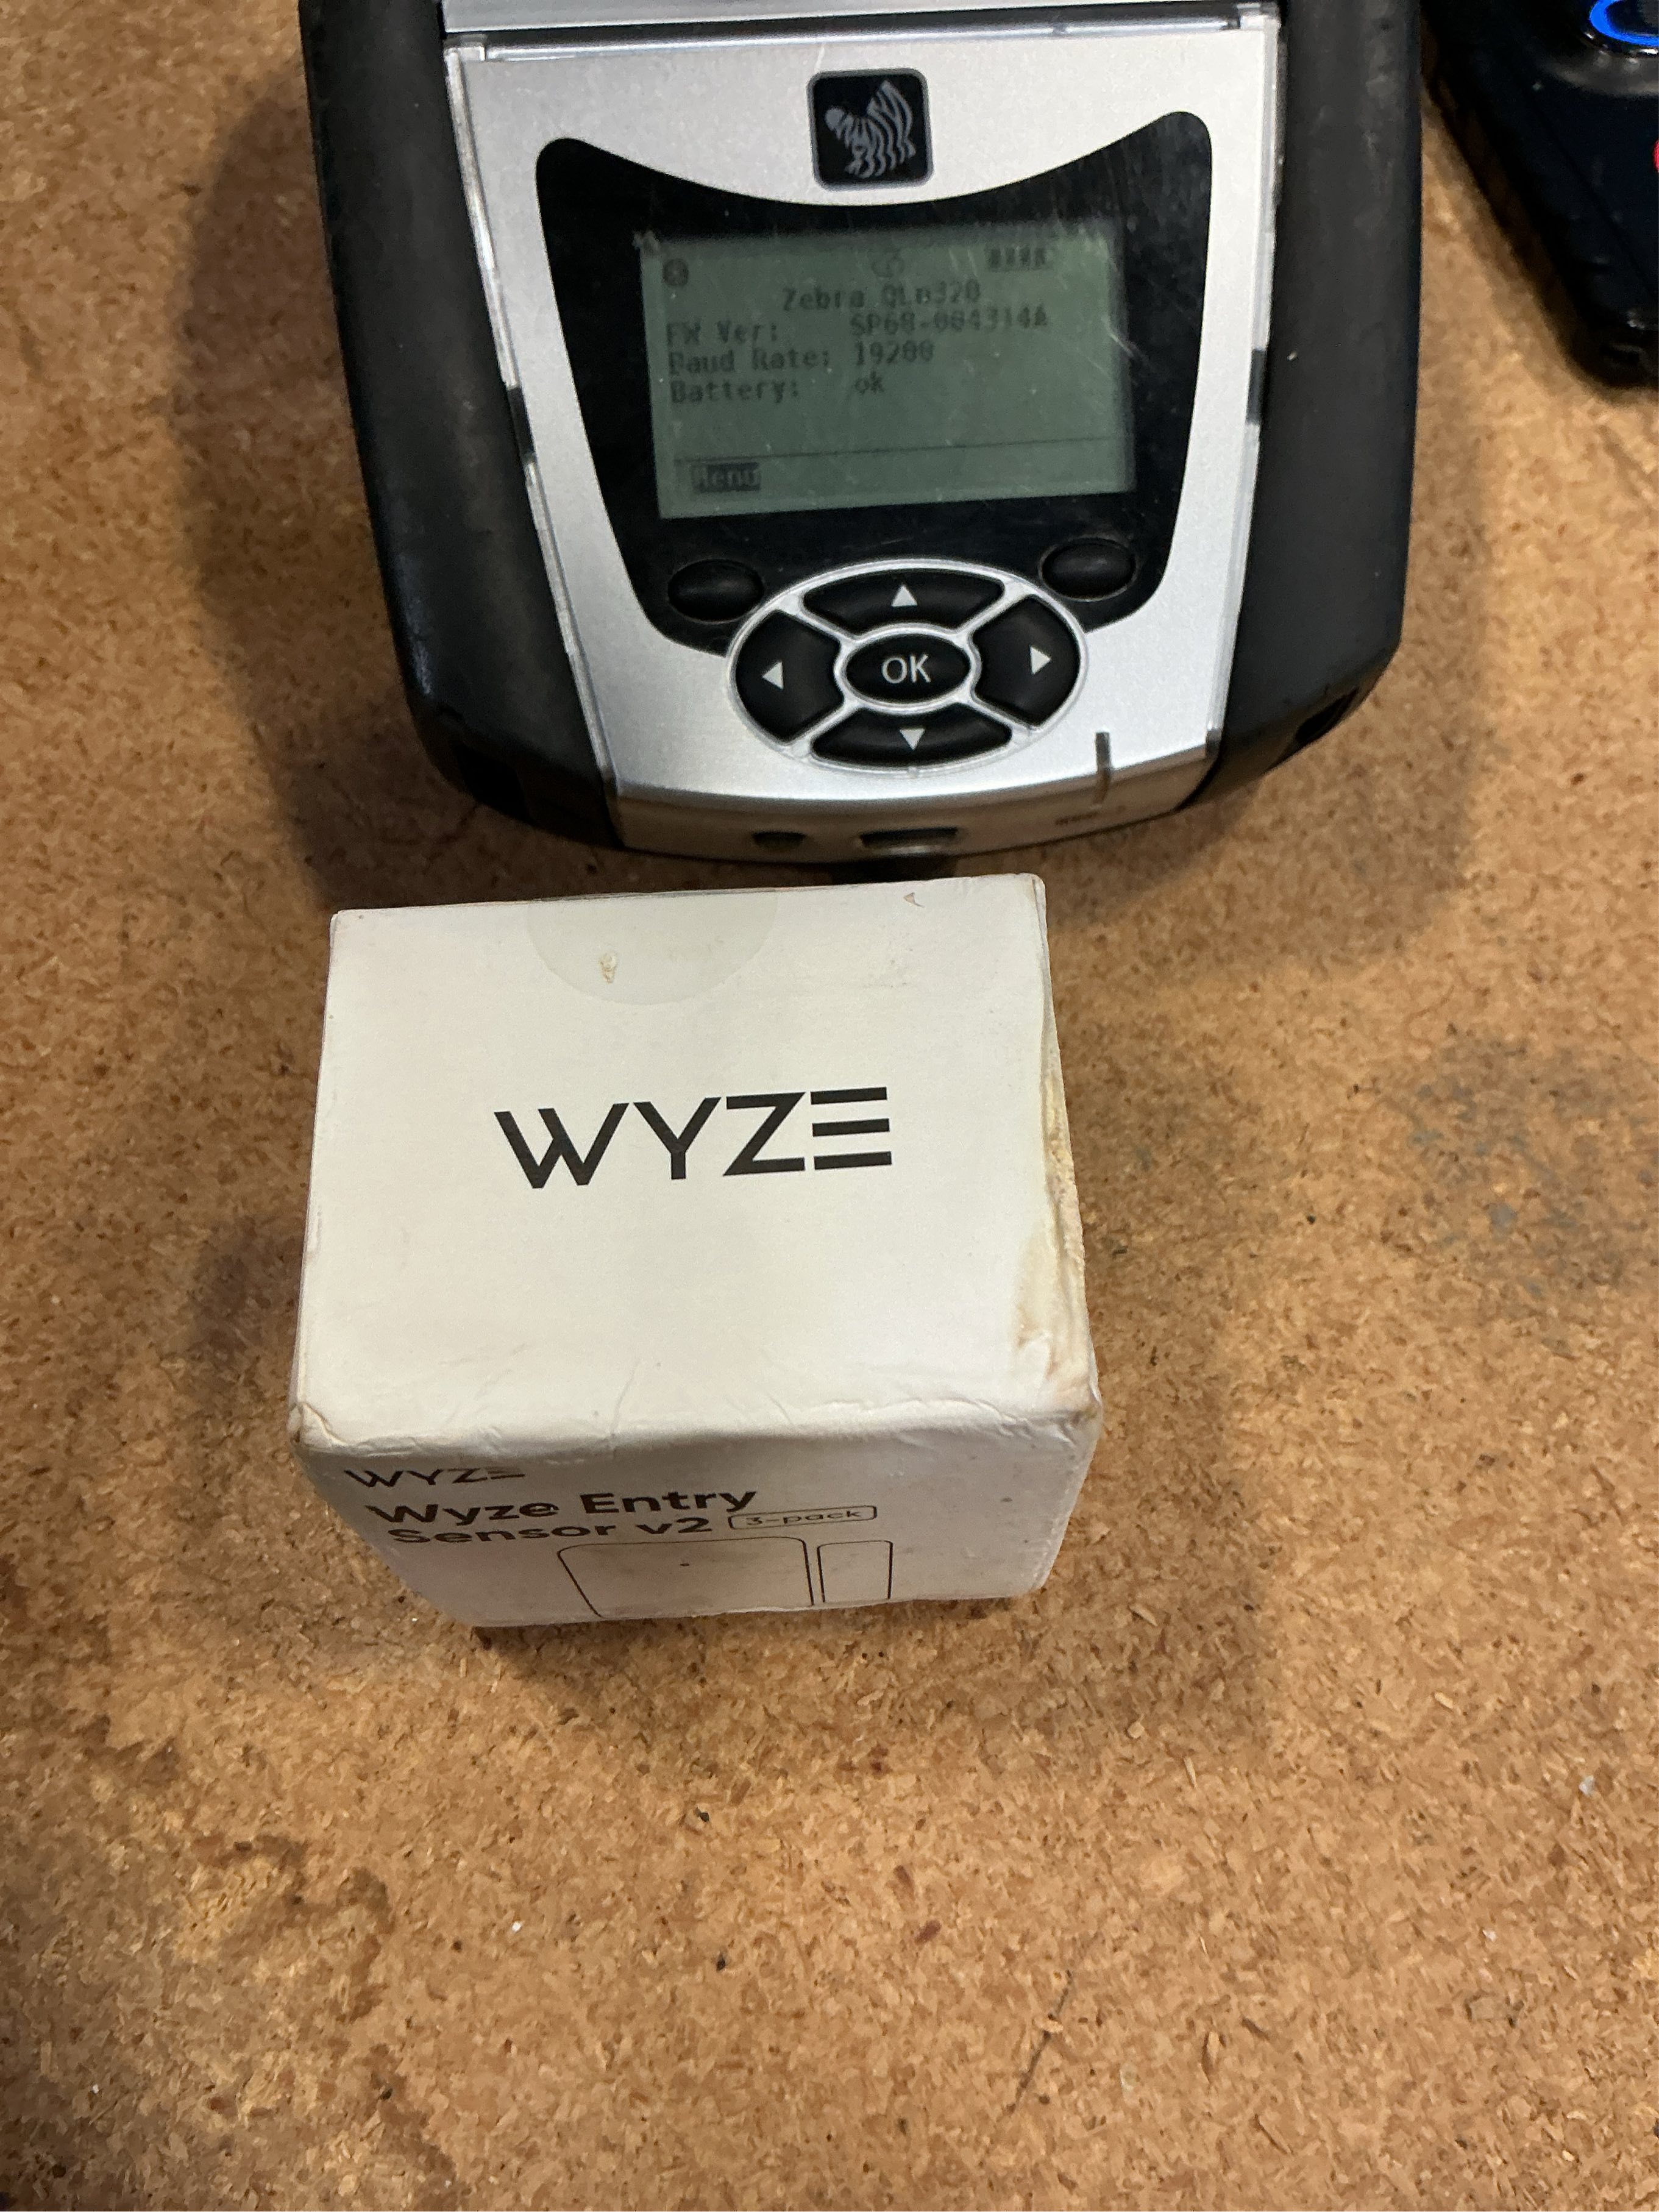 Zebra QLn320
FW Ver: SP68-004314A
Baud Rate: 19200
Battery: ok
Menu
OK
WYZE
WYZE
Wyze Entry
Sensor v2 3-pack